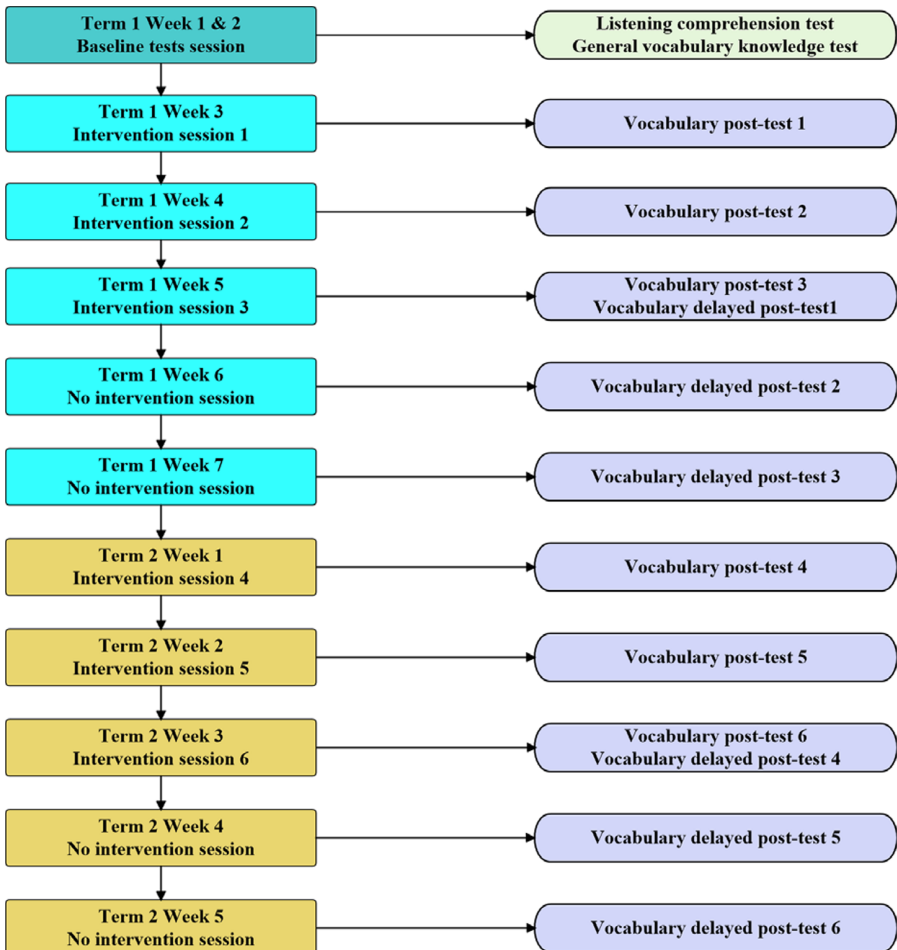 Term 1 Week 1 & 2
Baseline tests session
Listening comprehension test
General vocabulary knowledge test
Term 1 Week 3
Intervention session 1
Vocabulary post-test 1
Term 1 Week 4
Intervention session 2
Vocabulary post-test 2
Term 1 Week 5
Intervention session 3
Vocabulary post-test 3
Vocabulary delayed post-test1
Term 1 Week 6
No intervention session
Vocabulary delayed post-test 2
Term 1 Week 7
No intervention session
Vocabulary delayed post-test 3
Term 2 Week 1
Intervention session 4
Vocabulary post-test 4
Term 2 Week 2
Intervention session 5
Vocabulary post-test 5
Term 2 Week 3
Intervention session 6
Vocabulary post-test 6
Vocabulary delayed post-test 4
Term 2 Week 4
No intervention session
Vocabulary delayed post-test 5
Term 2 Week 5
No intervention session
Vocabulary delayed post-test 6